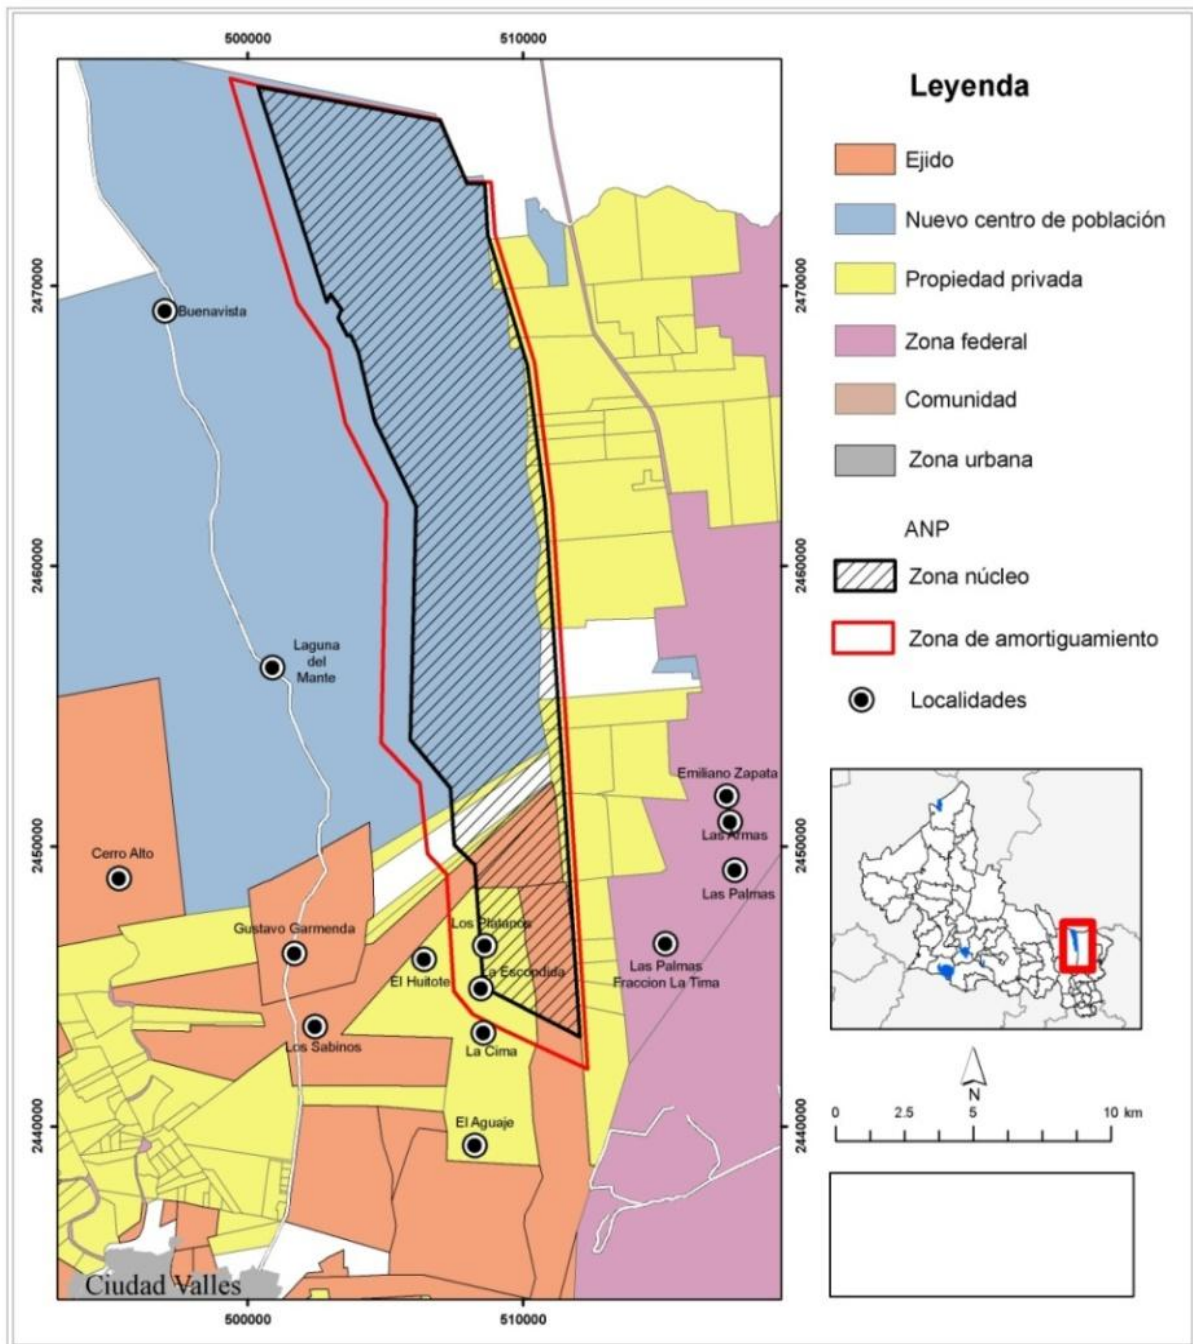 500000
510000
Leyenda
Ejido
Nuevo centro de población
Propiedad privada
Zona federal
Comunidad
Zona urbana
ANP
Zona núcleo
Zona de amortiguamiento
Localidades
2470000
2470000
Buenavista
2460000
2460000
Laguna
del
Mante
Emiliano Zapata
Las Armas
2450000
2450000
Cerro Alto
Las Palmas
Gustavo Garmenda
Los Platanos
El Huitote
La Escondida
Las Palmas
Fraccion La Tima
Los Sabinos
La Cima
El Aguaje
2440000
2440000
N
0 2.5 5 10 km
Ciudad Valles
500000
510000